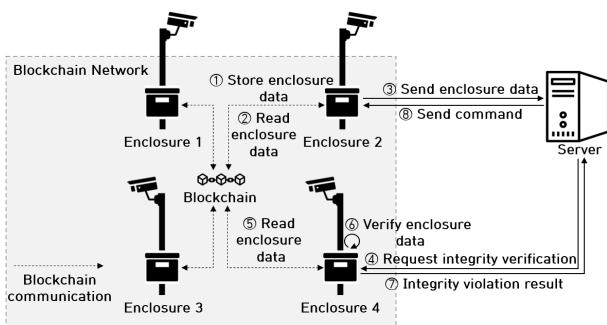 Blockchain Network
① Store enclosure
data
② Read
enclosure
data
③ Send enclosure data
⑧ Send command
Enclosure 1
Enclosure 2
Server
Blockchain
⑤ Read
enclosure
data
⑥ Verify enclosure
data
④ Request integrity verification
⑦ Integrity violation result
Blockchain
communication
Enclosure 3
Enclosure 4